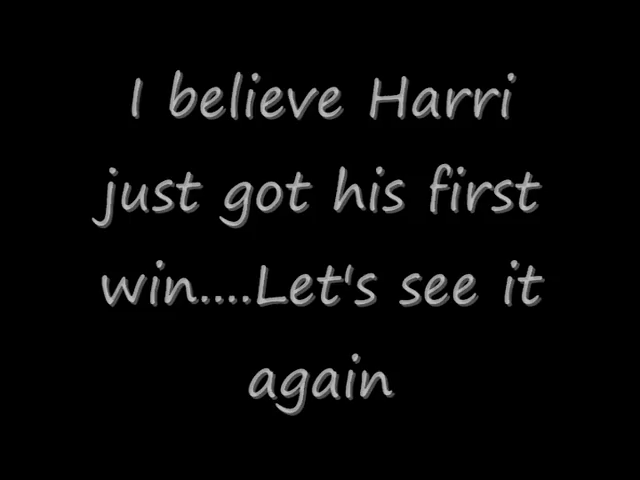 I believe Harri
just got his first
win....Let's see it
again